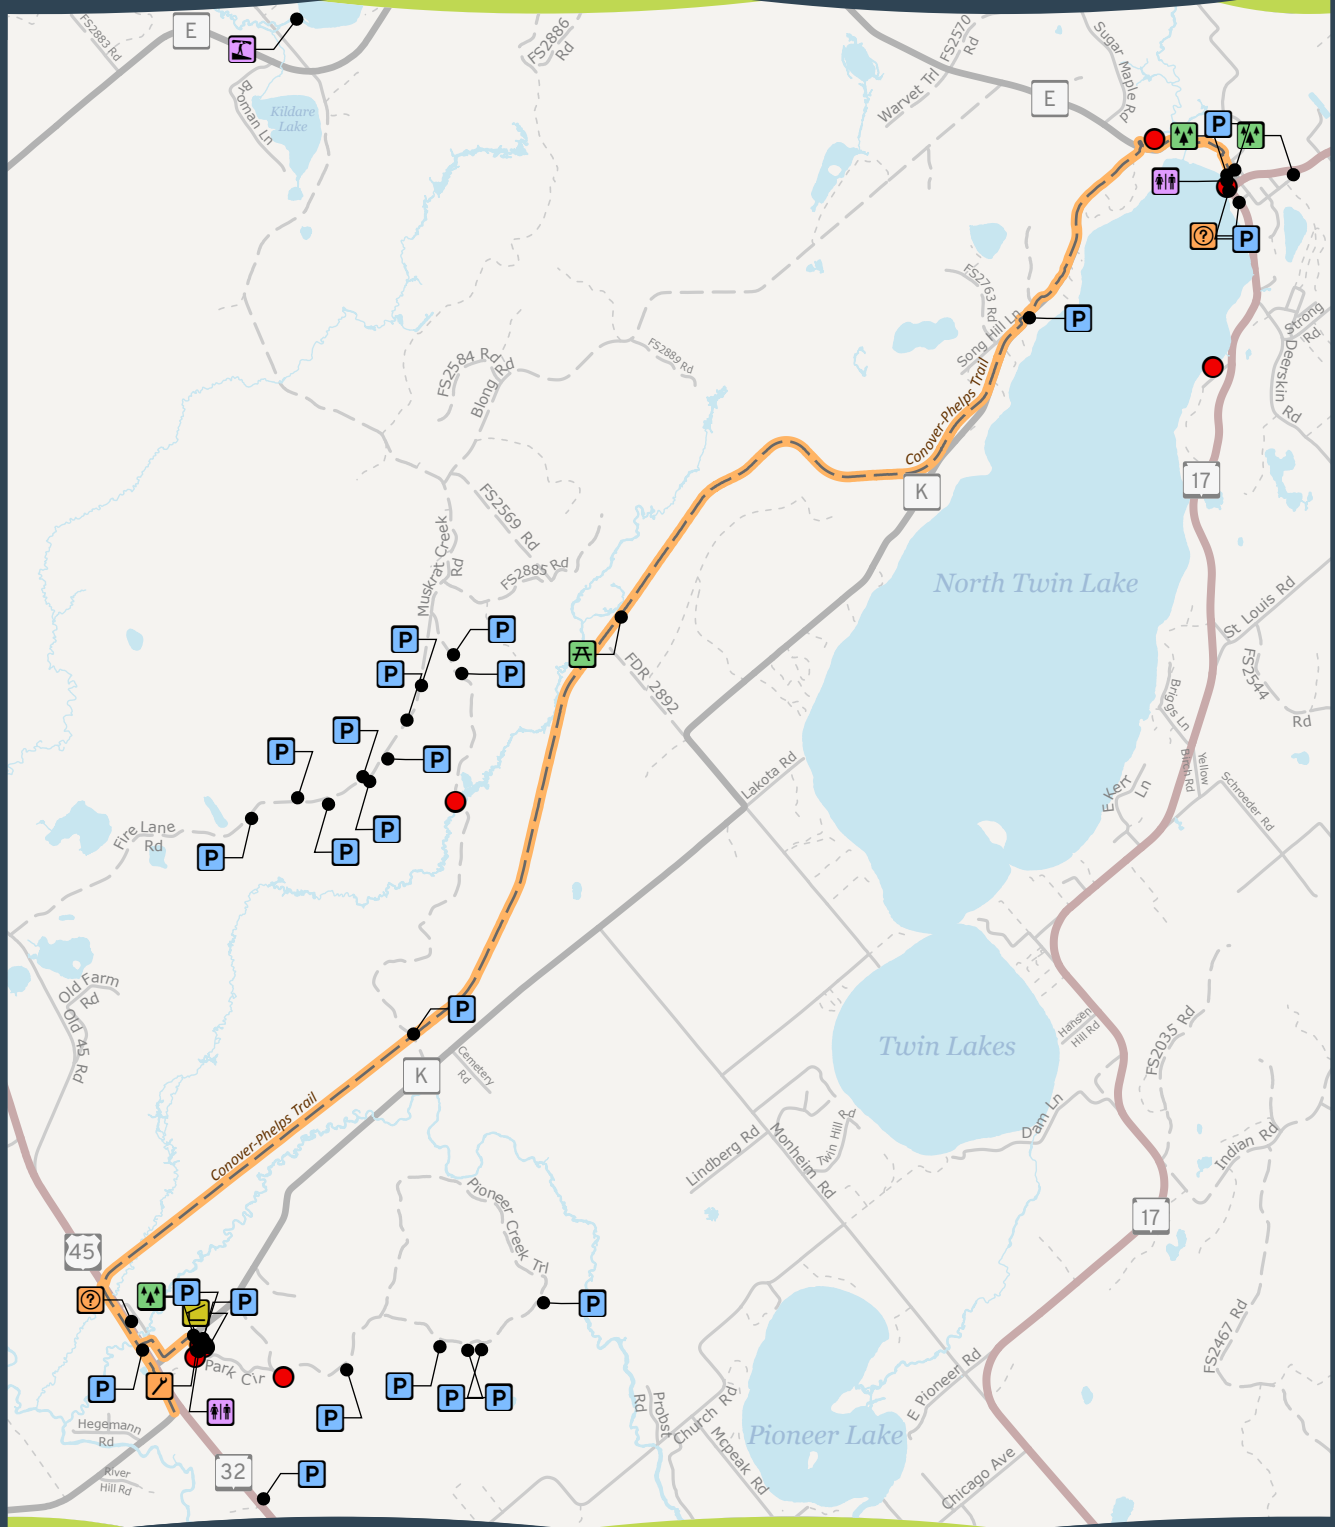 FS2883 Rd
E
Broman Ln
Kildare
Lake
FS2886
Rd
FS2570
Rd
Warvet Trl
Sugar Maple Rd
E
P
P
?
FS2763 Rd
Song Hill Ln
P
Strong
Rd
Deerskin
Rd
FS2584 Rd
Blong Rd
FS2889 Rd
Conover-Phelps Trail
K
17
FS2569 Rd
FS2885 Rd
Muskrat Creek
Rd
North Twin Lake
St Louis Rd
FS2544
Rd
FDR 2892
P
P
P
P
P
P
P
P
P
P
Briggs Ln
Yellow
Birch Rd
E Kerr
Ln
Schroeder Rd
Lakota Rd
Fire Lane
Rd
Old Farm
Rd
Old 45 Rd
P
K
Cemetery
Rd
Twin Lakes
Hansen
Hill Rd
FS2035 Rd
Conover-Phelps Trail
Dam Ln
Indian Rd
Lindberg Rd
Monheim Rd
Twin Hill Rd
Pioneer
Creek Trl
17
45
?
P
P
P
P
Park Cir
P
P
P
P
Hegemann
Rd
River
Hill Rd
32
P
P
FS2467 Rd
E Pioneer Rd
Probst
Rd
Church Rd
Mcpeak Rd
Pioneer Lake
Chicago Ave